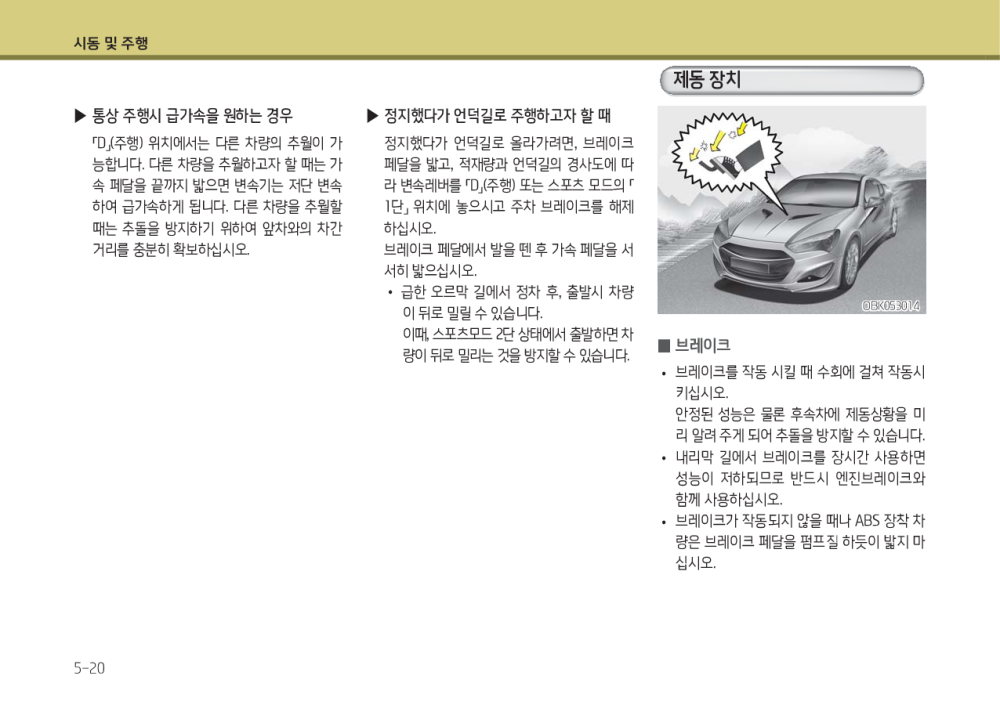 시동 및 주행
▶ 통상 주행시 급가속을 원하는 경우
「D」(주행) 위치에서는 다른 차량의 추월이 가
능합니다. 다른 차량을 추월하고자 할 때는 가
속 페달을 끝까지 밟으면 변속기는 저단 변속
하여 급가속하게 됩니다. 다른 차량을 추월할
때는 추돌을 방지하기 위하여 앞차와의 차간
거리를 충분히 확보하십시오.
▶ 정지했다가 언덕길로 주행하고자 할 때
정지했다가 언덕길로 올라가려면, 브레이크
페달을 밟고, 적재량과 언덕길의 경사도에 따
라 변속레버를 「D」(주행) 또는 스포츠 모드의 「
1단」 위치에 놓으시고 주차 브레이크를 해제
하십시오.
브레이크 페달에서 발을 뗀 후 가속 페달을 서
서히 밟으십시오.
• 급한 오르막 길에서 정차 후, 출발시 차량
이 뒤로 밀릴 수 있습니다.
이때, 스포츠모드 2단 상태에서 출발하면 차
량이 뒤로 밀리는 것을 방지할 수 있습니다.
제동 장치
OBK053014
■ 브레이크
• 브레이크를 작동 시킬 때 수회에 걸쳐 작동시
키십시오.
안정된 성능은 물론 후속차에 제동상황을 미
리 알려 주게 되어 추돌을 방지할 수 있습니다.
• 내리막 길에서 브레이크를 장시간 사용하면
성능이 저하되므로 반드시 엔진브레이크와
함께 사용하십시오.
• 브레이크가 작동되지 않을 때나 ABS 장착 차
량은 브레이크 페달을 펌프질 하듯이 밟지 마
십시오.
5-20